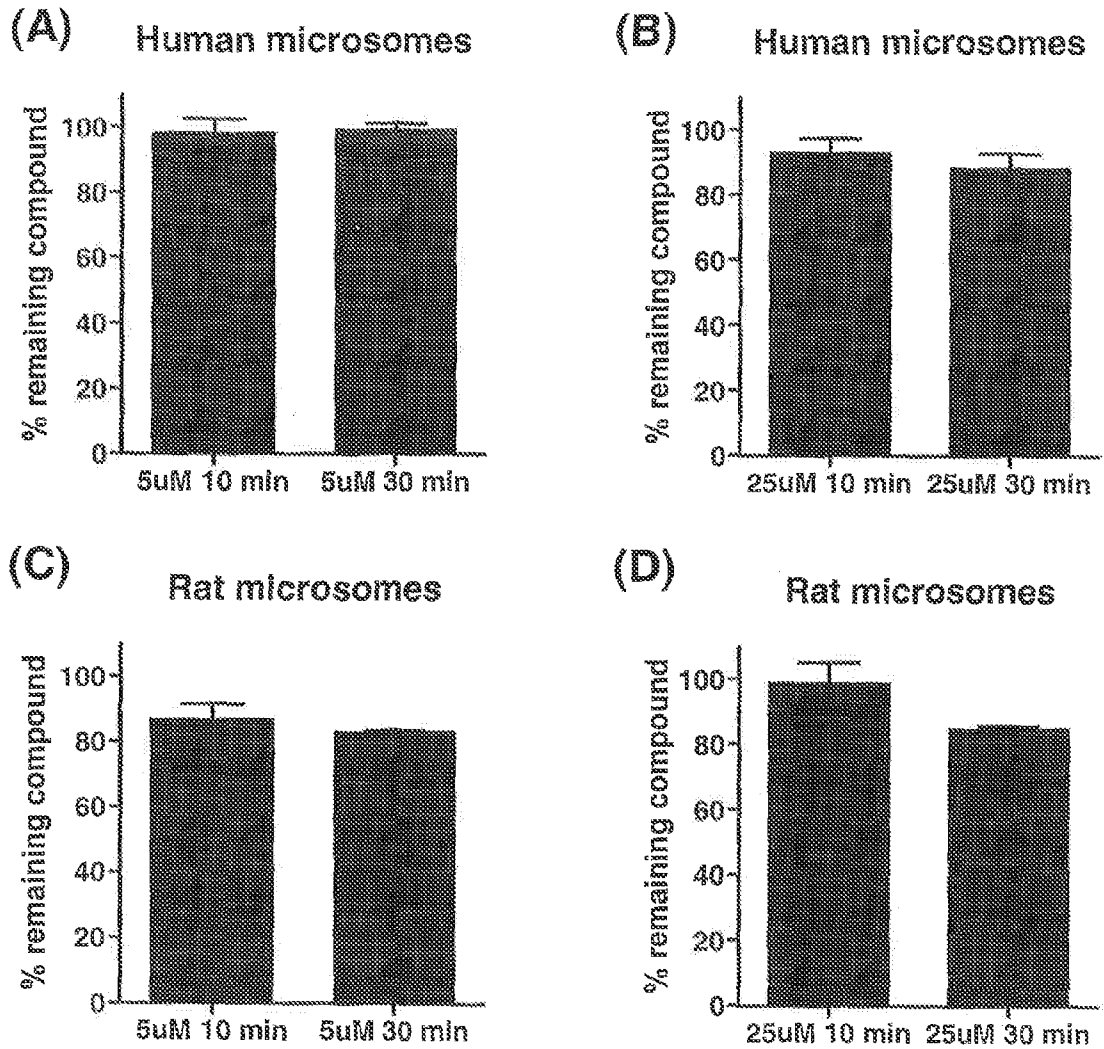 (A) Human microsomes
% remaining compound
100
80
60
40
20
0
5uM 10 min 5uM 30 min
(B) Human microsomes
% remaining compound
100
80
60
40
20
0
25uM 10 min 25uM 30 min
(C) Rat microsomes
% remaining compound
100
80
60
40
20
0
5uM 10 min 5uM 30 min
(D) Rat microsomes
% remaining compound
100
80
60
40
20
0
25uM 10 min 25uM 30 min